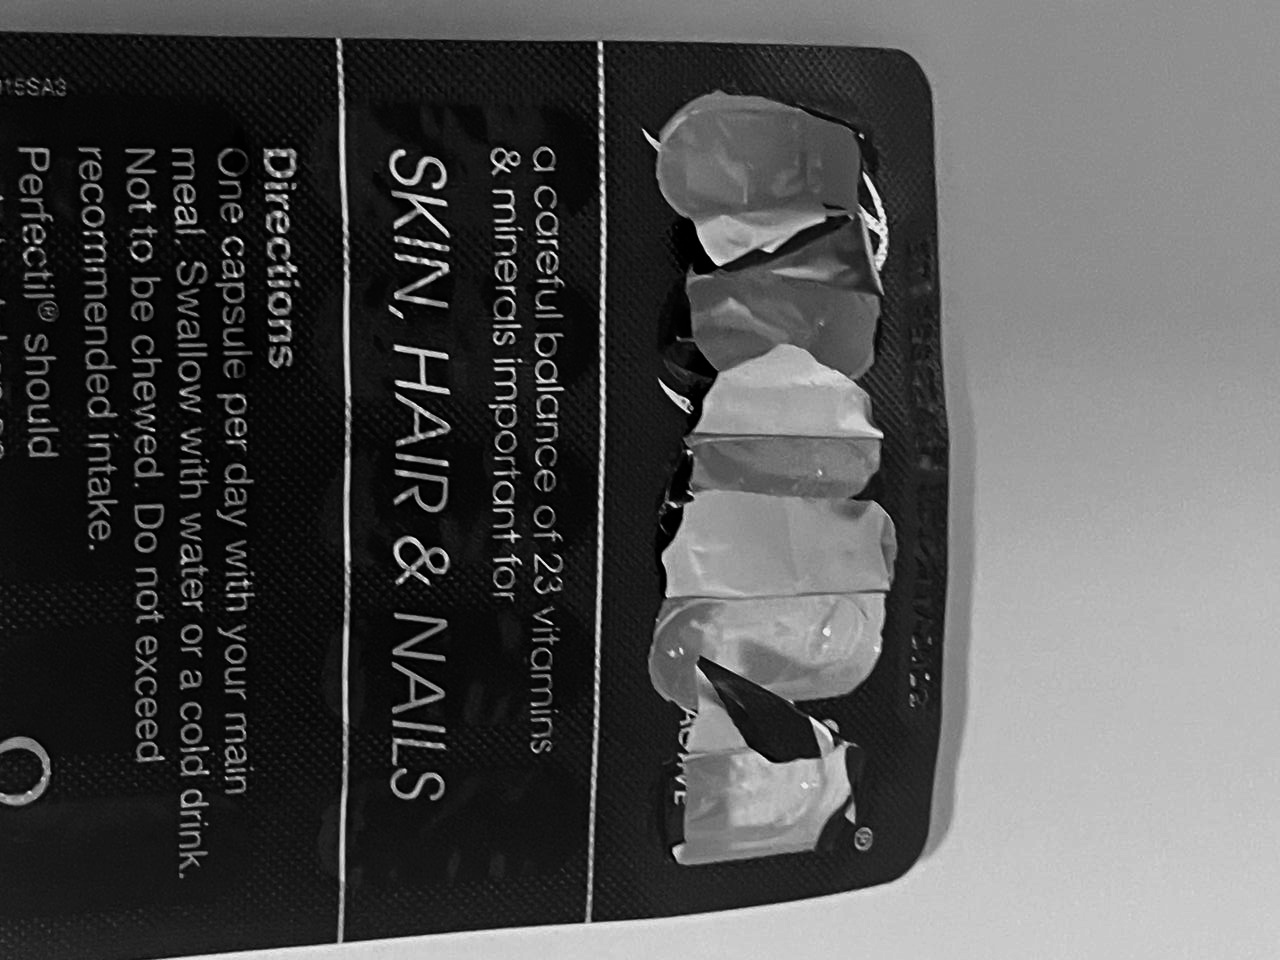 ACTIVE
®
a careful balance of 23 vitamins
& minerals important for
SKIN, HAIR & NAILS
Directions
One capsule per day with your main
meal. Swallow with water or a cold drink.
Not to be chewed. Do not exceed
recommended intake.
Perfectil® should
15SA3